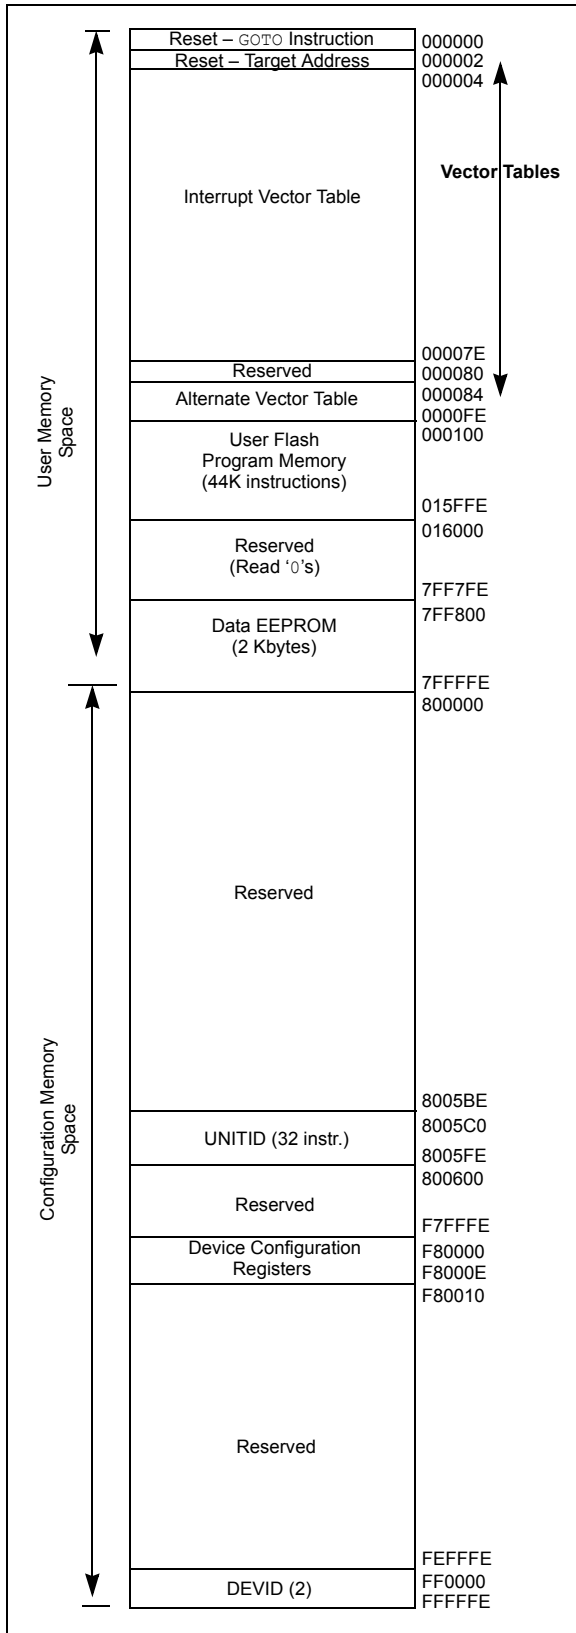 Reset – GOTO Instruction
000000
Reset – Target Address
000002
000004
Vector Tables
Interrupt Vector Table
00007E
Reserved
000080
Alternate Vector Table
000084
0000FE
User Flash
Program Memory
(44K instructions)
000100
015FFE
Reserved
(Read ‘0’s)
016000
7FF7FE
Data EEPROM
(2 Kbytes)
7FF800
7FFFFE
User Memory
Space
800000
Reserved
8005BE
UNITID (32 instr.)
8005C0
8005FE
Reserved
800600
F7FFFE
Device Configuration
Registers
F80000
F8000E
F80010
Reserved
FEFFFE
DEVID (2)
FF0000
FFFFFE
Configuration Memory
Space